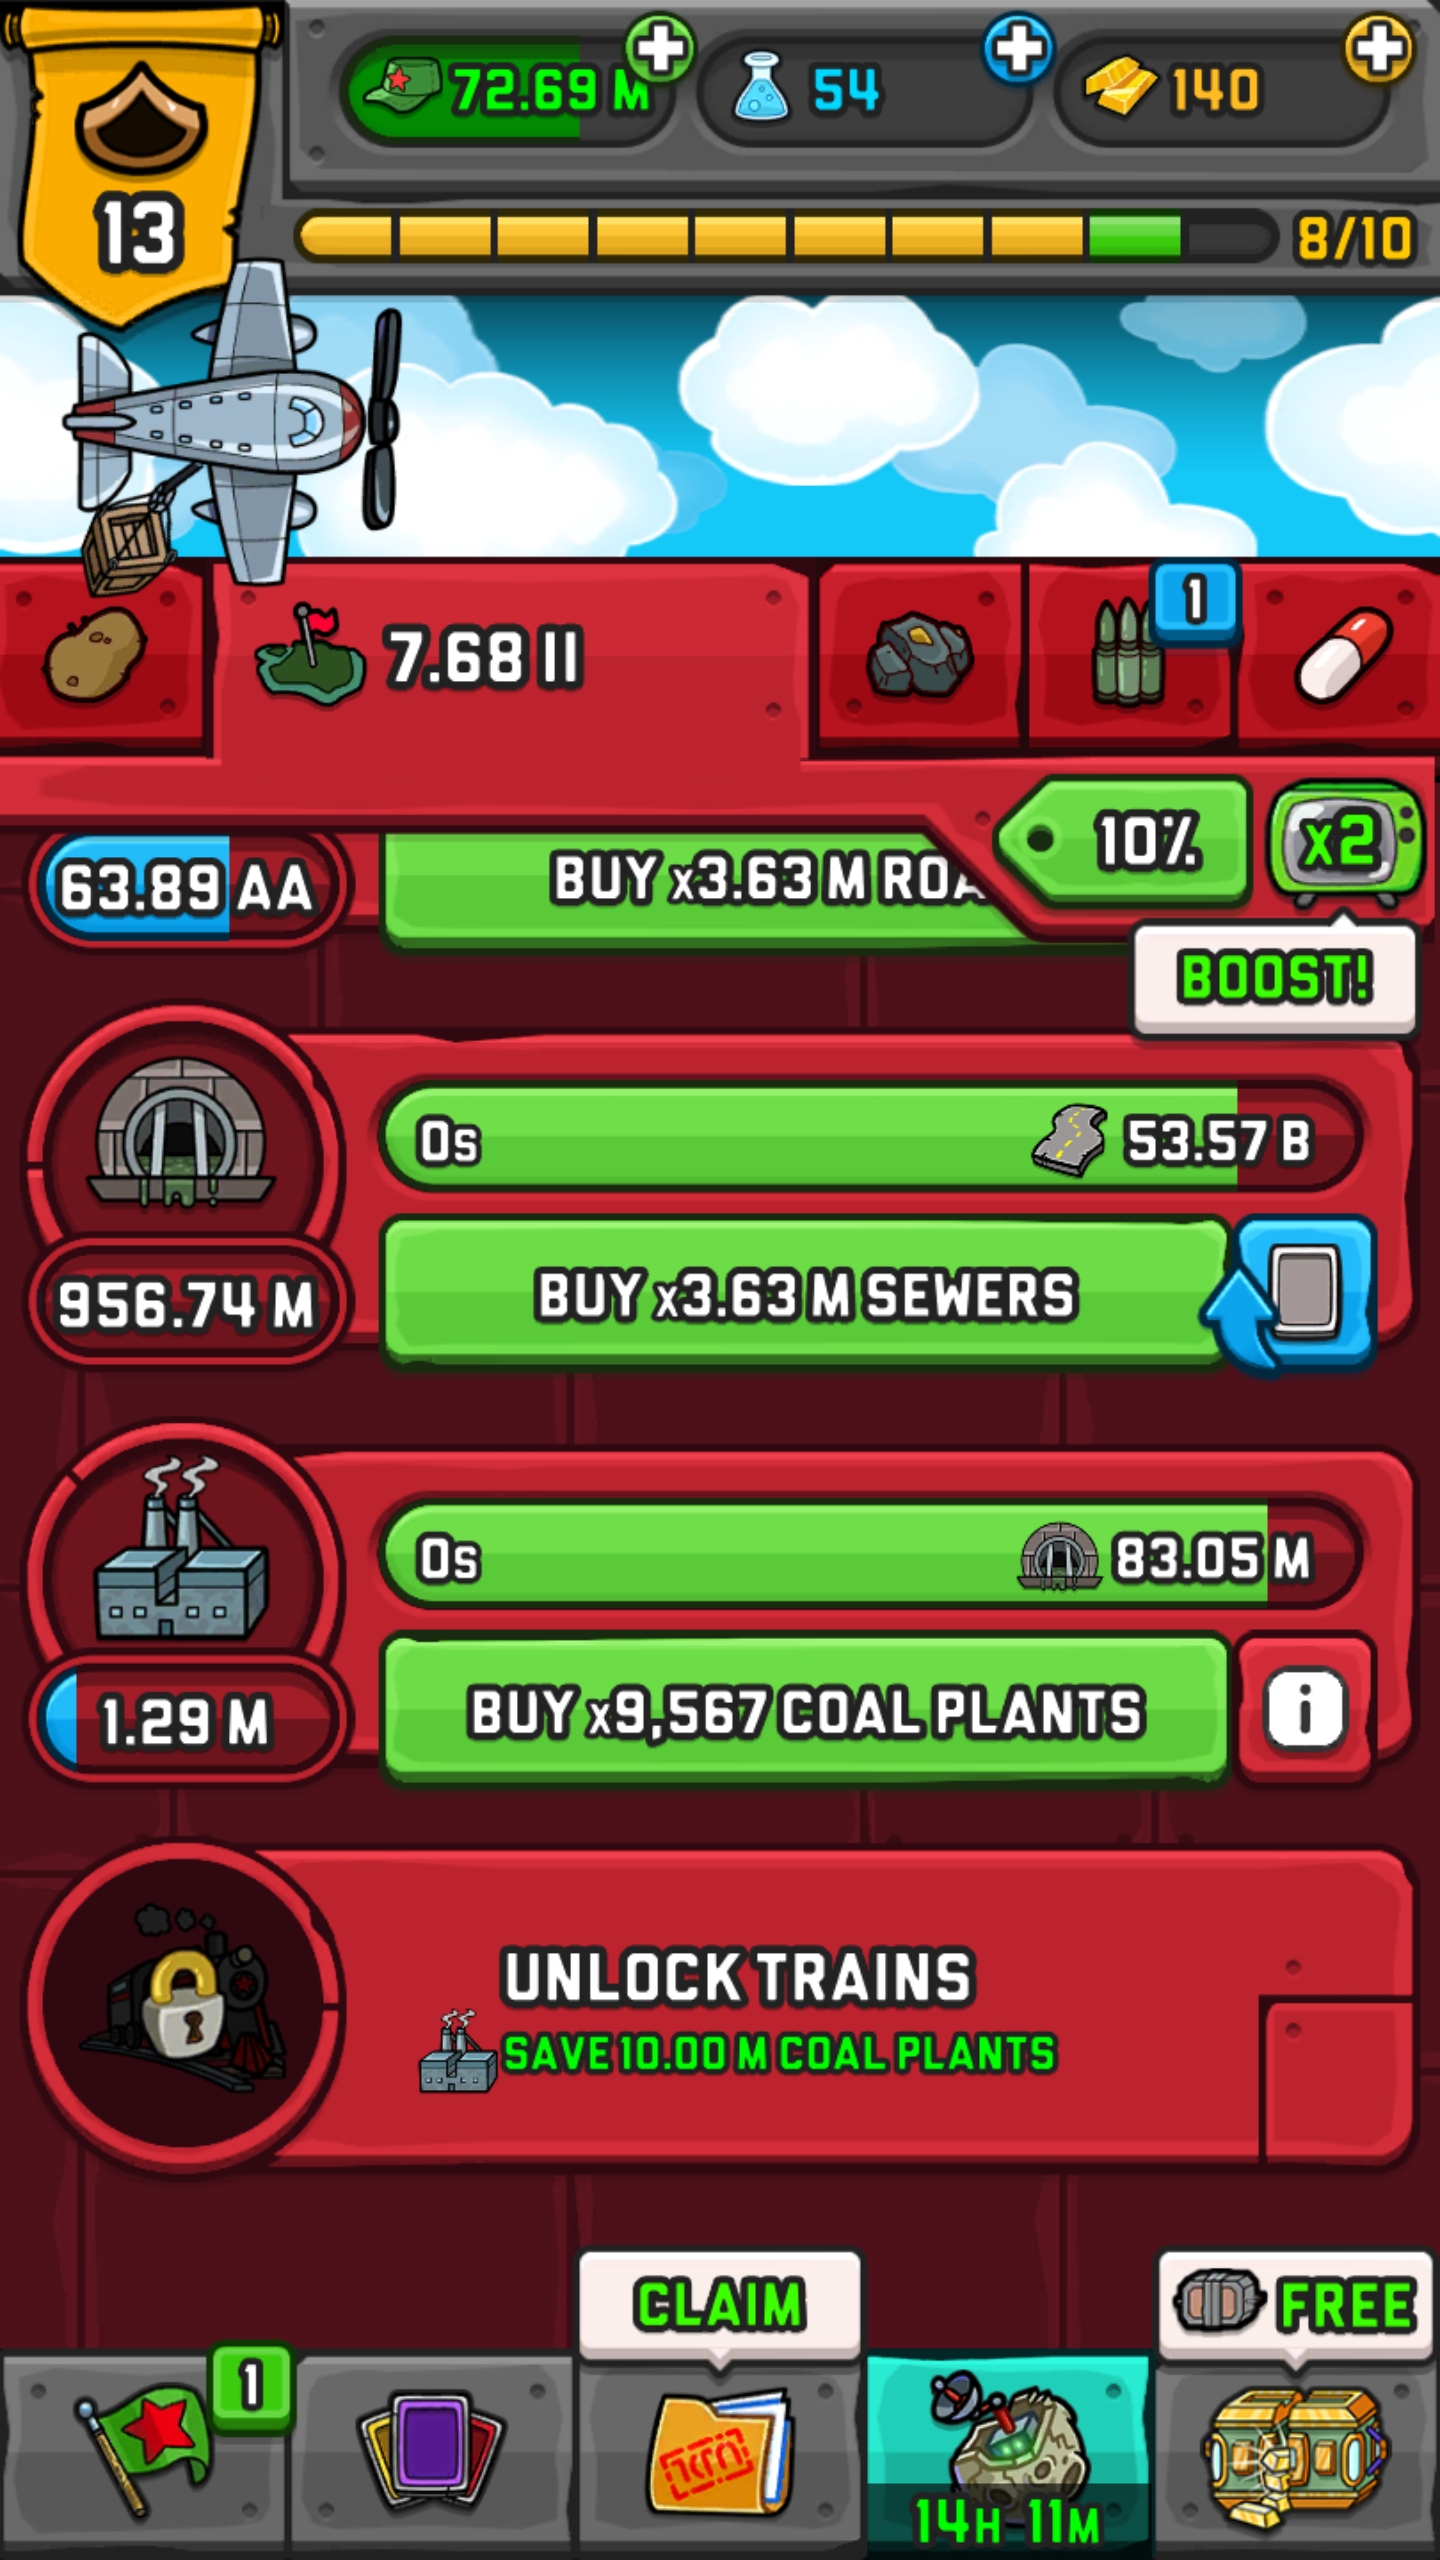 72.69 M
54
140
13
8/10
7.68 II
1
10%
x2
63.89 AA
BUY x3.63 M ROA
BOOST!
0s
53.57 B
956.74 M
BUY x3.63 M SEWERS
0s
83.05 M
1.29 M
BUY x9,567 COAL PLANTS
i
UNLOCK TRAINS
SAVE 10.00 M COAL PLANTS
CLAIM
FREE
1
14H 11M